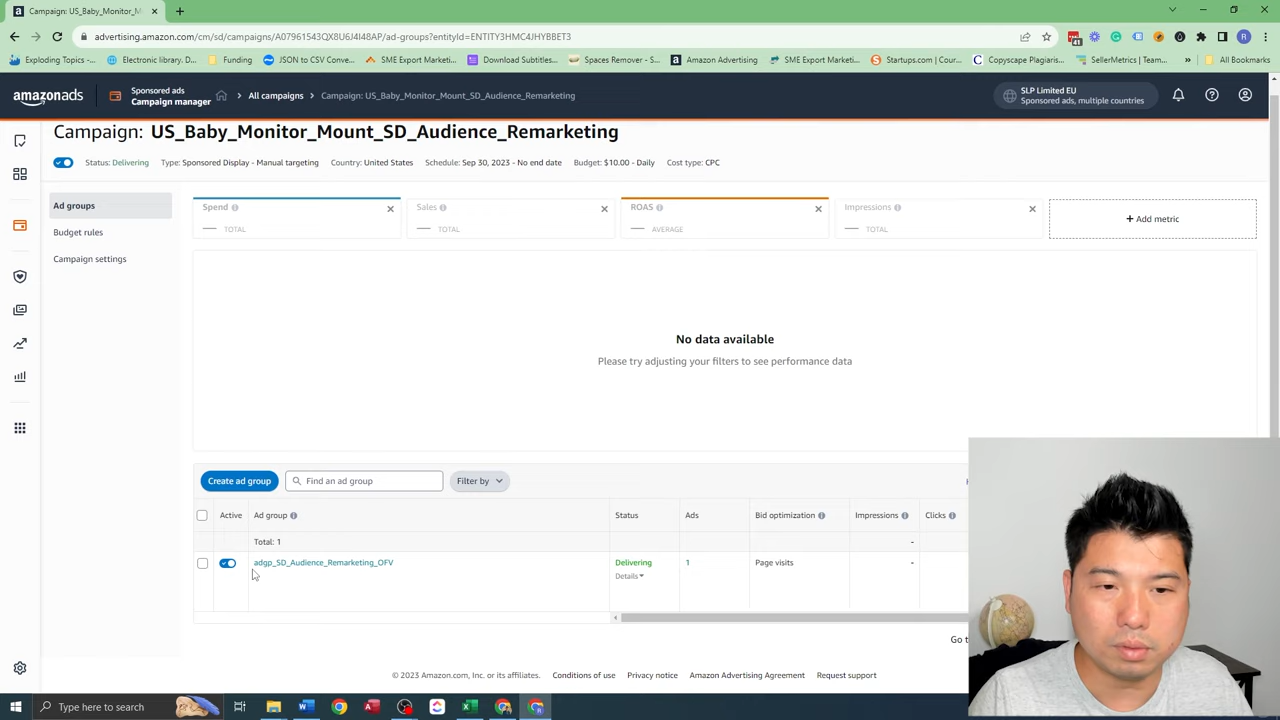 Campaign: US_Baby_Monitor_M
advertising.amazon.com/cm/sd/campaigns/A07961543QX8U6J4I48AP/ad-groups?entityId=ENTITY3HMC4JHYBBET3
Exploding Topics -... Electronic library. D... Funding JSON to CSV Conve... SME Export Marketi... Download Subtitles... Spaces Remover - S... Amazon Advertising SME Export Marketi... Startups.com | Cour... Copyscape Plagiaris... SellerMetrics | Team... » All Bookmarks
amazonads Sponsored ads Campaign manager > All campaigns > Campaign: US_Baby_Monitor_Mount_SD_Audience_Remarketing
SLP Limited EU
Sponsored ads, multiple countries
Campaign: US_Baby_Monitor_Mount_SD_Audience_Remarketing
Status: Delivering Type: Sponsored Display - Manual targeting Country: United States Schedule: Sep 30, 2023 - No end date Budget: $10.00 - Daily Cost type: CPC
Ad groups
Budget rules
Campaign settings
Spend Sales ROAS Impressions
TOTAL TOTAL AVERAGE TOTAL
+ Add metric
No data available
Please try adjusting your filters to see performance data
Create ad group Find an ad group Filter by
Active Ad group Status Ads Bid optimization Impressions Clicks
Total: 1 -
adgp_SD_Audience_Remarketing_OFV Delivering 1 Page visits -
Details
Go t
© 2023 Amazon.com, Inc. or its affiliates. Conditions of use Privacy notice Amazon Advertising Agreement Request support
Type here to search